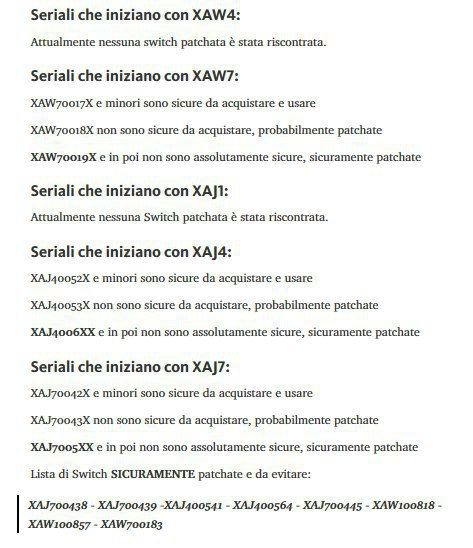 Seriali che iniziano con XAW4:
Attualmente nessuna switch patchata è stata riscontrata.
Seriali che iniziano con XAW7:
XAW70017X e minori sono sicure da acquistare e usare
XAW70018X non sono sicure da acquistare, probabilmente patchate
XAW70019X e in poi non sono assolutamente sicure, sicuramente patchate
Seriali che iniziano con XAJ1:
Attualmente nessuna Switch patchata è stata riscontrata.
Seriali che iniziano con XAJ4:
XAJ40052X e minori sono sicure da acquistare e usare
XAJ40053X non sono sicure da acquistare, probabilmente patchate
XAJ4006XX e in poi non sono assolutamente sicure, sicuramente patchate
Seriali che iniziano con XAJ7:
XAJ70042X e minori sono sicure da acquistare e usare
XAJ70043X non sono sicure da acquistare, probabilmente patchate
XAJ7005XX e in poi non sono assolutamente sicure, sicuramente patchate
Lista di Switch SICURAMENTE patchate e da evitare:
XAJ700438 - XAJ700439 -XAJ400541 - XAJ400564 - XAJ700445 - XAW100818 -
XAW100857 - XAW700183